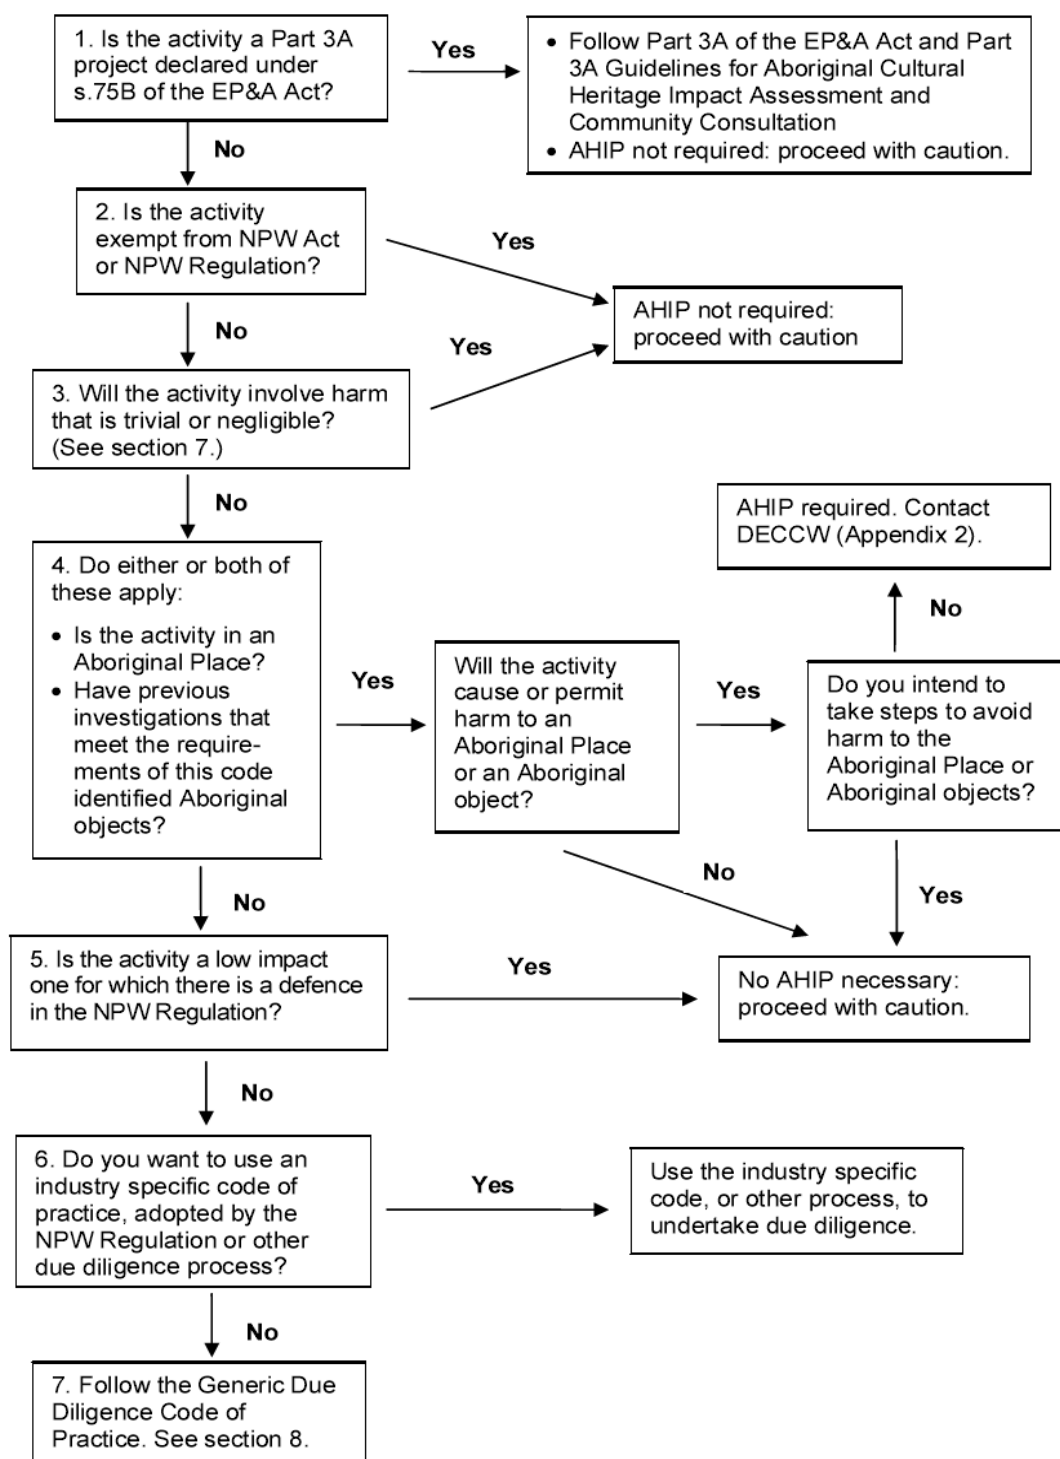 1. Is the activity a Part 3A
project declared under
s.75B of the EP&A Act?
Yes
• Follow Part 3A of the EP&A Act and Part
3A Guidelines for Aboriginal Cultural
Heritage Impact Assessment and
Community Consultation
• AHIP not required: proceed with caution.
No
2. Is the activity
exempt from NPW Act
or NPW Regulation?
Yes
AHIP not required:
proceed with caution
No
Yes
3. Will the activity involve harm
that is trivial or negligible?
(See section 7.)
No
AHIP required. Contact
DECCW (Appendix 2).
No
4. Do either or both of
these apply:
• Is the activity in an
Aboriginal Place?
• Have previous
investigations that
meet the require-
ments of this code
identified Aboriginal
objects?
Yes
Will the activity
cause or permit
harm to an
Aboriginal Place
or an Aboriginal
object?
Yes
Do you intend to
take steps to avoid
harm to the
Aboriginal Place or
Aboriginal objects?
No
No
Yes
5. Is the activity a low impact
one for which there is a defence
in the NPW Regulation?
Yes
No AHIP necessary:
proceed with caution.
No
6. Do you want to use an
industry specific code of
practice, adopted by the
NPW Regulation or other
due diligence process?
Yes
Use the industry specific
code, or other process, to
undertake due diligence.
No
7. Follow the Generic Due
Diligence Code of
Practice. See section 8.